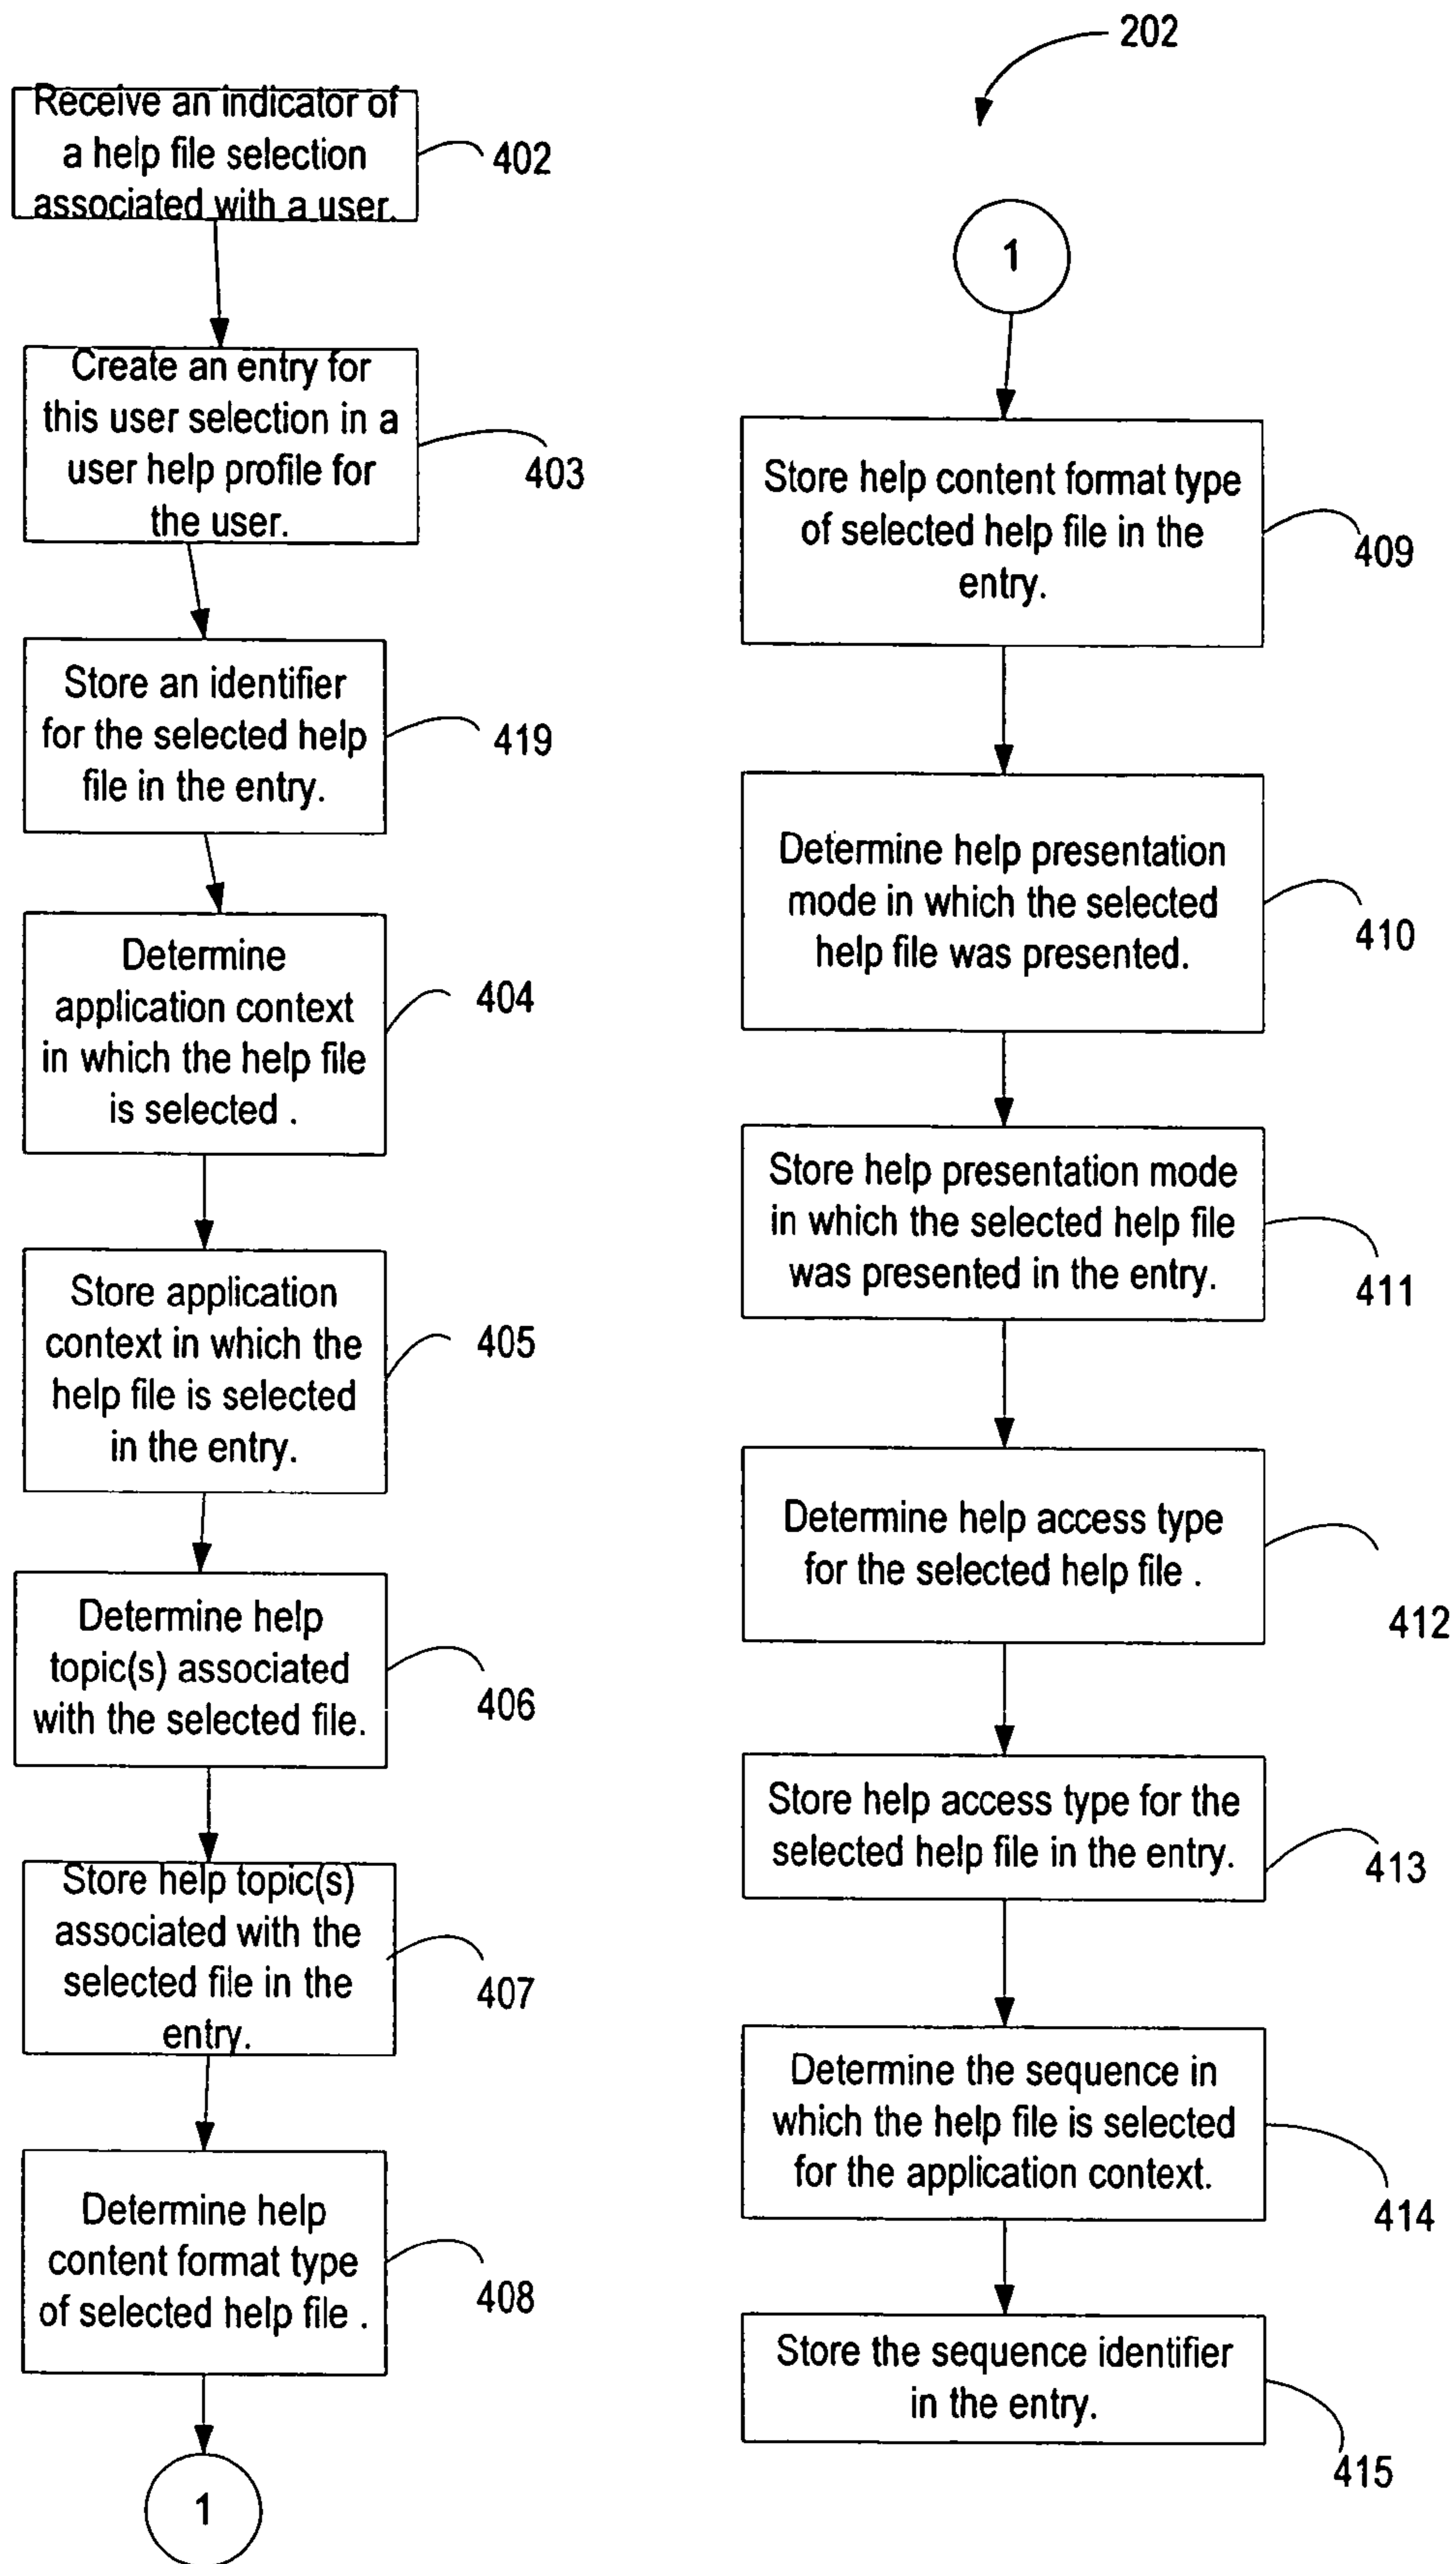 Receive an indicator of
a help file selection
associated with a user.
402
Create an entry for
this user selection in a
user help profile for
the user.
403
Store an identifier
for the selected help
file in the entry.
419
Determine
application context
in which the help file
is selected .
404
Store application
context in which the
help file is selected
in the entry.
405
Determine help
topic(s) associated
with the selected file.
406
Store help topic(s)
associated with the
selected file in the
entry.
407
Determine help
content format type
of selected help file .
408
1
202
1
Store help content format type
of selected help file in the
entry.
409
Determine help presentation
mode in which the selected
help file was presented.
410
Store help presentation mode
in which the selected help file
was presented in the entry.
411
Determine help access type
for the selected help file .
412
Store help access type for the
selected help file in the entry.
413
Determine the sequence in
which the help file is selected
for the application context.
414
Store the sequence identifier
in the entry.
415